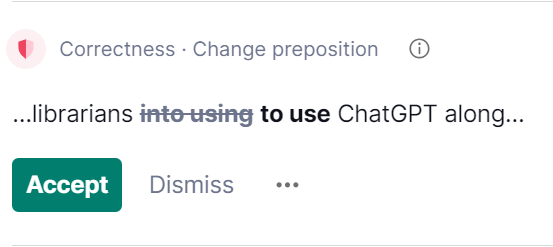 Correctness · Change preposition
...librarians into using to use ChatGPT along...
Accept Dismiss